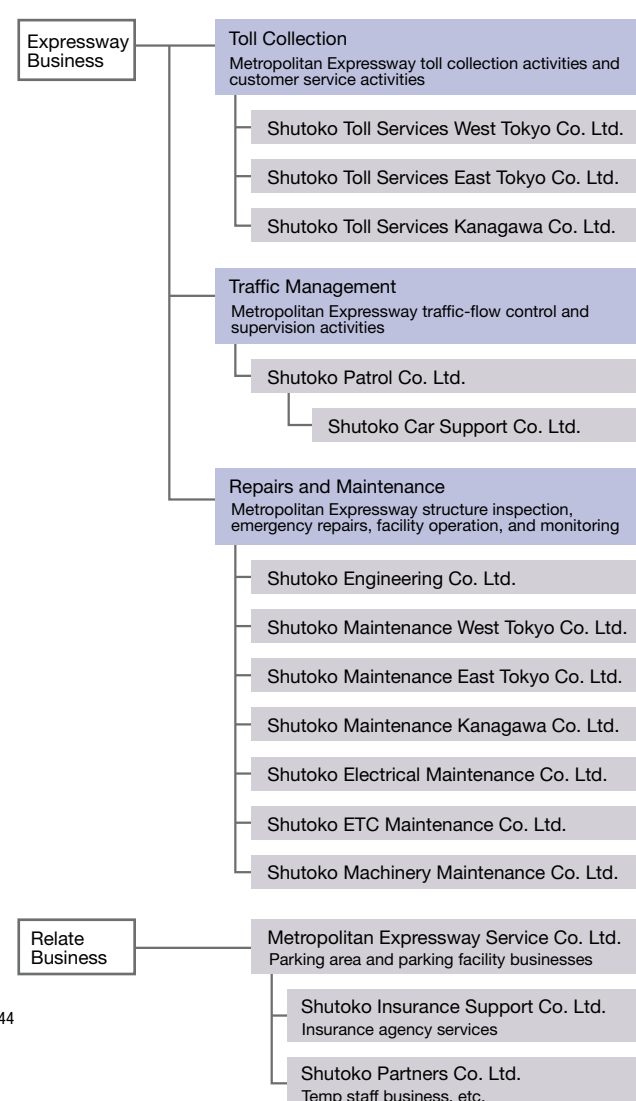 Expressway
Business
Toll Collection
Metropolitan Expressway toll collection activities and
customer service activities
Shutoko Toll Services West Tokyo Co. Ltd.
Shutoko Toll Services East Tokyo Co. Ltd.
Shutoko Toll Services Kanagawa Co. Ltd.
Traffic Management
Metropolitan Expressway traffic-flow control and
supervision activities
Shutoko Patrol Co. Ltd.
Shutoko Car Support Co. Ltd.
Repairs and Maintenance
Metropolitan Expressway structure inspection,
emergency repairs, facility operation, and monitoring
Shutoko Engineering Co. Ltd.
Shutoko Maintenance West Tokyo Co. Ltd.
Shutoko Maintenance East Tokyo Co. Ltd.
Shutoko Maintenance Kanagawa Co. Ltd.
Shutoko Electrical Maintenance Co. Ltd.
Shutoko ETC Maintenance Co. Ltd.
Shutoko Machinery Maintenance Co. Ltd.
Relate
Business
Metropolitan Expressway Service Co. Ltd.
Parking area and parking facility businesses
Shutoko Insurance Support Co. Ltd.
Insurance agency services
44
Shutoko Partners Co. Ltd.
Temp staff business, etc.